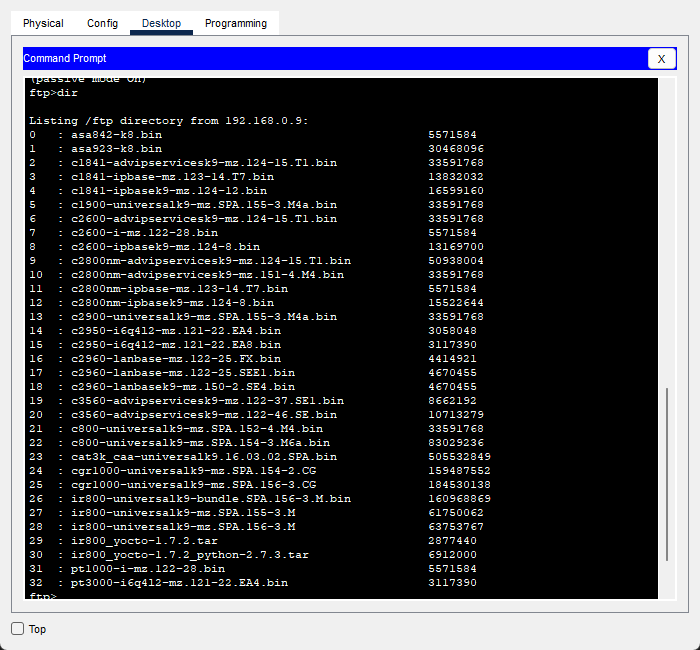 Physical Config Desktop Programming
Command Prompt X
(passive mode On)
ftp>dir
Listing /ftp directory from 192.168.0.9:
0 : asa842-k8.bin 5571584
1 : asa923-k8.bin 30468096
2 : c1841-advipservicesk9-mz.124-15.T1.bin 33591768
3 : c1841-ipbase-mz.123-14.T7.bin 13832032
4 : c1841-ipbasek9-mz.124-12.bin 16599160
5 : c1900-universalk9-mz.SPA.155-3.M4a.bin 33591768
6 : c2600-advipservicesk9-mz.124-15.T1.bin 33591768
7 : c2600-i-mz.122-28.bin 5571584
8 : c2600-ipbasek9-mz.124-8.bin 13169700
9 : c2800nm-advipservicesk9-mz.124-15.T1.bin 50938004
10 : c2800nm-advipservicesk9-mz.151-4.M4.bin 33591768
11 : c2800nm-ipbase-mz.123-14.T7.bin 5571584
12 : c2800nm-ipbasek9-mz.124-8.bin 15522644
13 : c2900-universalk9-mz.SPA.155-3.M4a.bin 33591768
14 : c2950-i6q4l2-mz.121-22.EA4.bin 3058048
15 : c2950-i6q4l2-mz.121-22.EA8.bin 3117390
16 : c2960-lanbase-mz.122-25.FX.bin 4414921
17 : c2960-lanbase-mz.122-25.SEE1.bin 4670455
18 : c2960-lanbasek9-mz.150-2.SE4.bin 4670455
19 : c3560-advipservicesk9-mz.122-37.SE1.bin 8662192
20 : c3560-advipservicesk9-mz.122-46.SE.bin 10713279
21 : c800-universalk9-mz.SPA.152-4.M4.bin 33591768
22 : c800-universalk9-mz.SPA.154-3.M6a.bin 83029236
23 : cat3k_caa-universalk9.16.03.02.SPA.bin 505532849
24 : cgr1000-universalk9-mz.SPA.154-2.CG 159487552
25 : cgr1000-universalk9-mz.SPA.156-3.CG 184530138
26 : ir800-universalk9-bundle.SPA.156-3.M.bin 160968869
27 : ir800-universalk9-mz.SPA.155-3.M 61750062
28 : ir800-universalk9-mz.SPA.156-3.M 63753767
29 : ir800_yocto-1.7.2.tar 2877440
30 : ir800_yocto-1.7.2_python-2.7.3.tar 6912000
31 : pt1000-i-mz.122-28.bin 5571584
32 : pt3000-i6q4l2-mz.121-22.EA4.bin 3117390
ftp>
Top